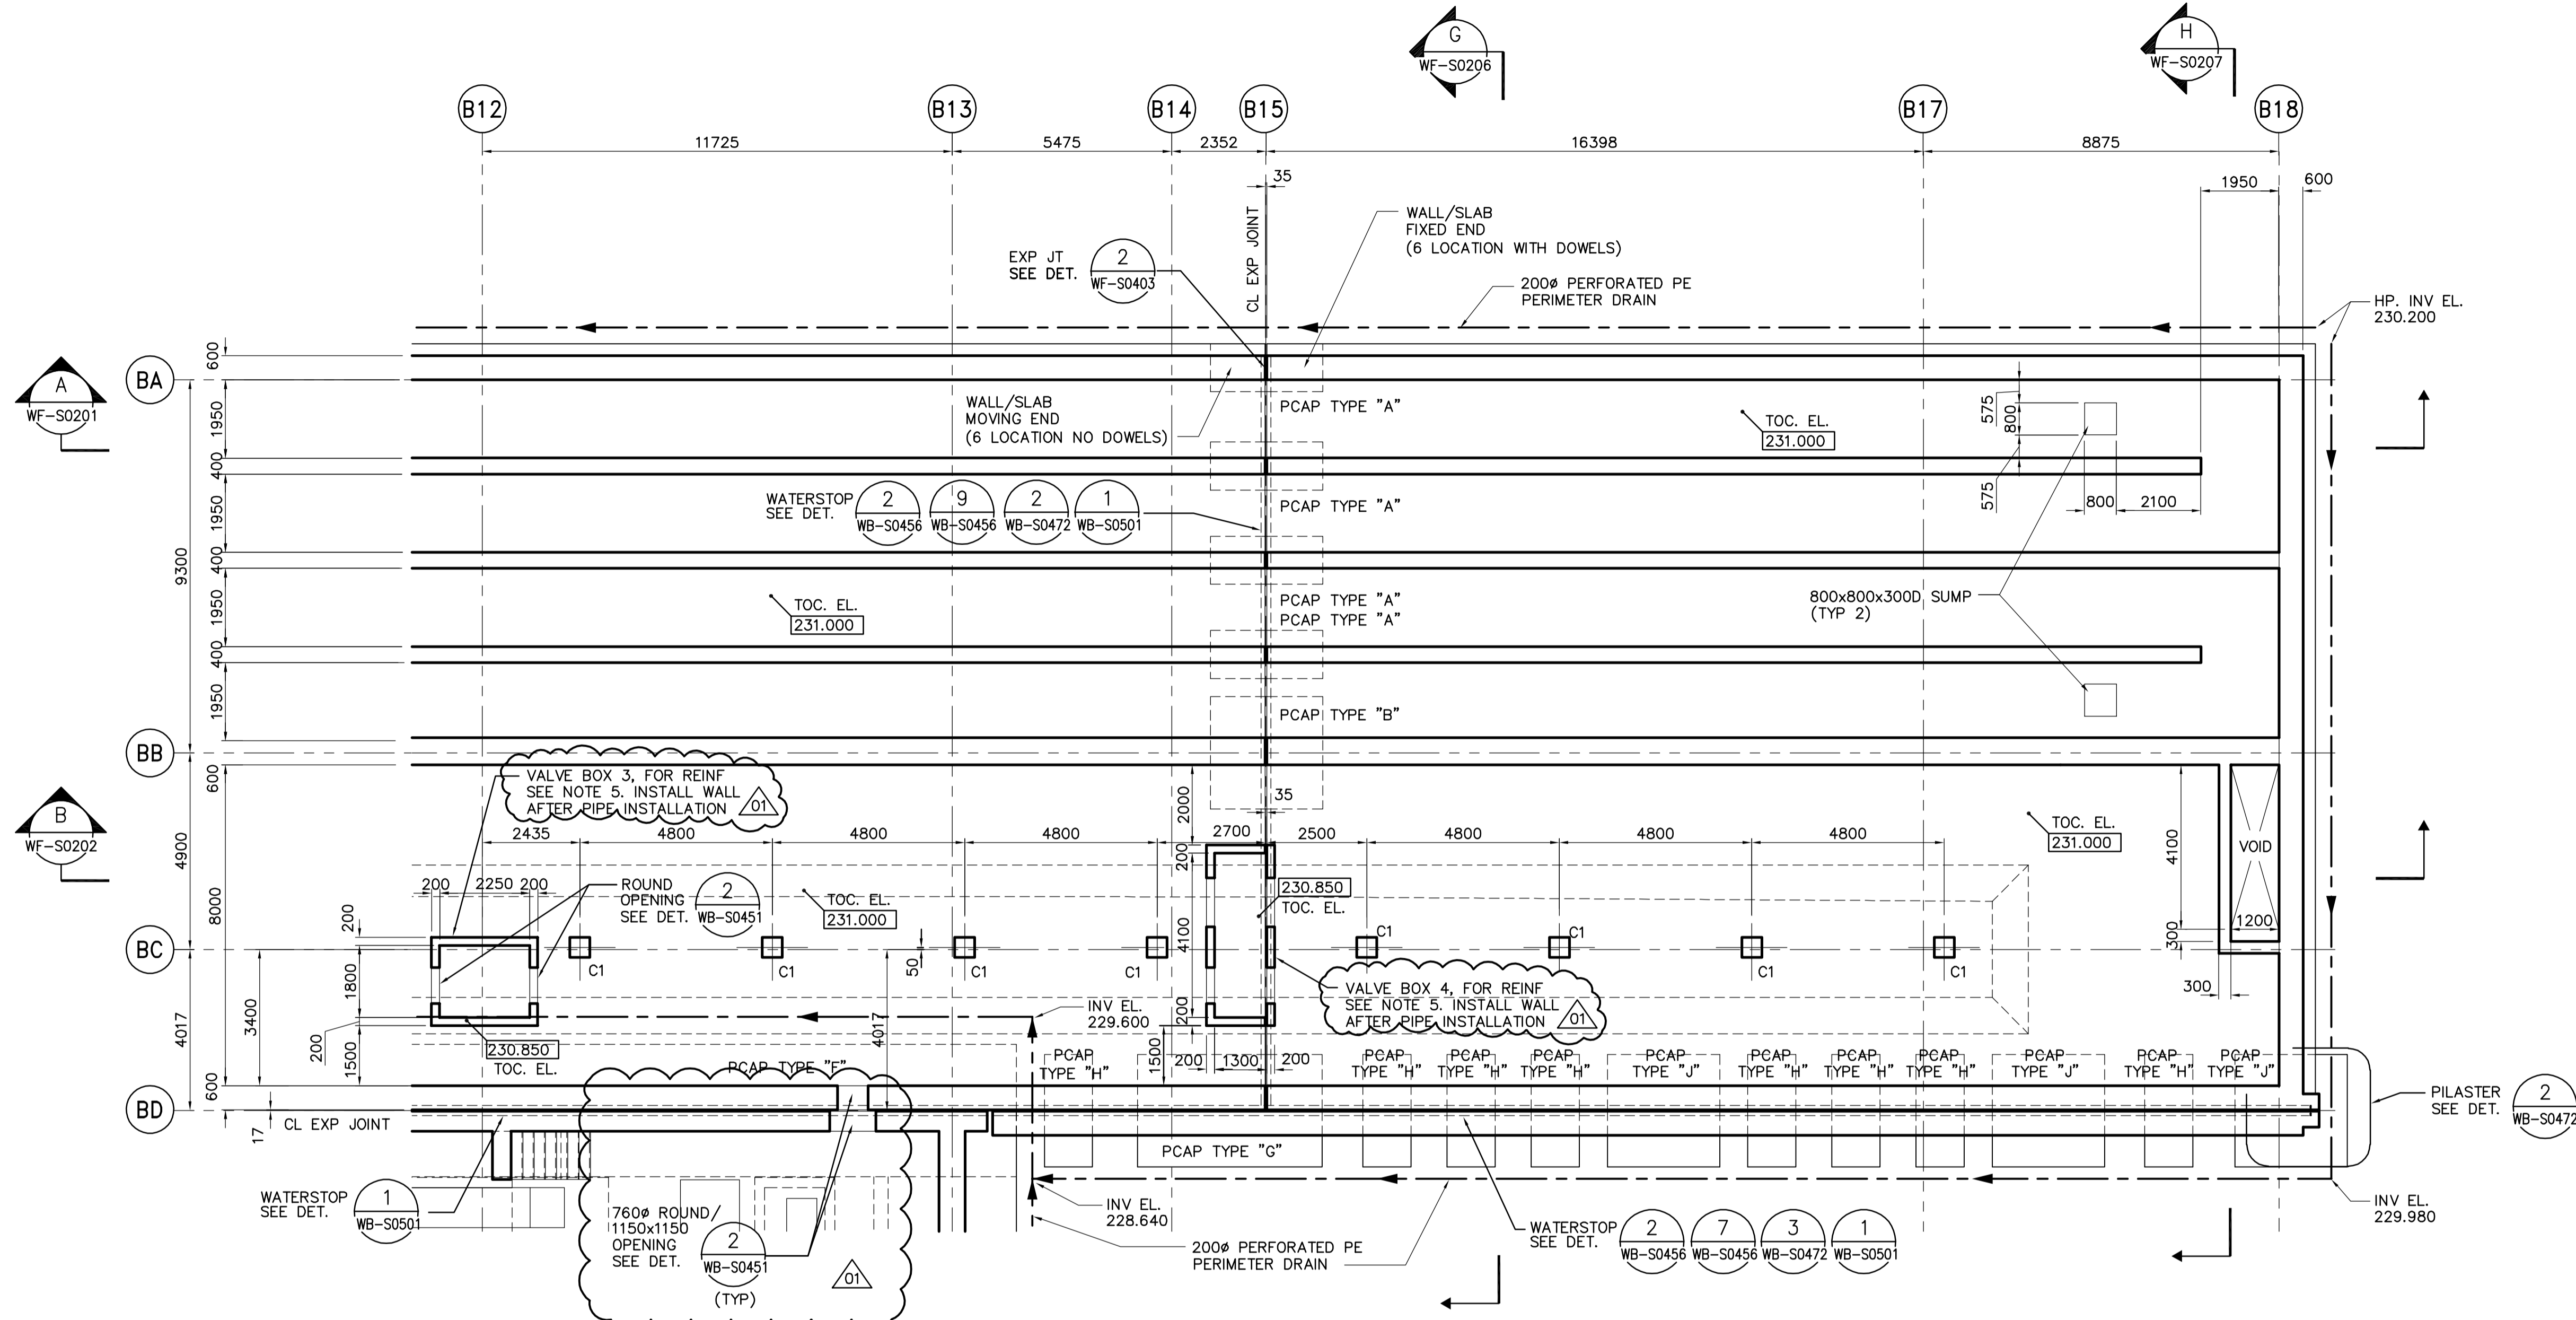 G
WF-S0206
H
WF-S0207
B12
B13
B14
B15
B17
B18
11725
5475
2352
16398
8875
35
1950
600
CL EXP JOINT
WALL/SLAB
FIXED END
(6 LOCATION WITH DOWELS)
EXP JT
SEE DET.
2
WF-S0403
200ø PERFORATED PE
PERIMETER DRAIN
HP. INV EL.
230.200
A
WF-S0201
BA
600
1950
400
1950
400
1950
400
1950
9300
WALL/SLAB
MOVING END
(6 LOCATION NO DOWELS)
PCAP TYPE "A"
TOC. EL.
231.000
575
800
575
800
2100
WATERSTOP
SEE DET.
2
WB-S0456
9
WB-S0456
2
WB-S0472
1
WB-S0501
PCAP TYPE "A"
TOC. EL.
231.000
PCAP TYPE "A"
PCAP TYPE "A"
800x800x300D SUMP
(TYP 2)
PCAP TYPE "B"
BB
600
B
WF-S0202
4900
8000
VALVE BOX 3, FOR REINF
SEE NOTE 5. INSTALL WALL
AFTER PIPE INSTALLATION
01
2435
4800
4800
4800
2000
35
2700
2500
4800
4800
4800
TOC. EL.
231.000
4100
VOID
1200
300
300
200
2250
200
ROUND
OPENING
SEE DET.
2
WB-S0451
TOC. EL.
231.000
200
4100
200
230.850
TOC. EL.
BC
200
1800
200
1500
3400
4017
C1
C1
C1
C1
C1
C1
C1
C1
50
4017
VALVE BOX 4, FOR REINF
SEE NOTE 5. INSTALL WALL
AFTER PIPE INSTALLATION
01
INV EL.
229.600
230.850
TOC. EL.
1500
200
1300
200
PCAP TYPE "F"
PCAP
TYPE "H"
PCAP
TYPE "H"
PCAP
TYPE "H"
PCAP
TYPE "H"
PCAP
TYPE "J"
PCAP
TYPE "H"
PCAP
TYPE "H"
PCAP
TYPE "H"
PCAP
TYPE "J"
PCAP
TYPE "H"
PCAP
TYPE "J"
600
BD
17
CL EXP JOINT
PILASTER
SEE DET.
2
WB-S0472
PCAP TYPE "G"
WATERSTOP
SEE DET.
1
WB-S0501
760ø ROUND/
1150x1150
OPENING
SEE DET.
2
WB-S0451
(TYP)
01
INV EL.
228.640
200ø PERFORATED PE
PERIMETER DRAIN
WATERSTOP
SEE DET.
2
WB-S0456
7
WB-S0456
3
WB-S0472
1
WB-S0501
INV EL.
229.980